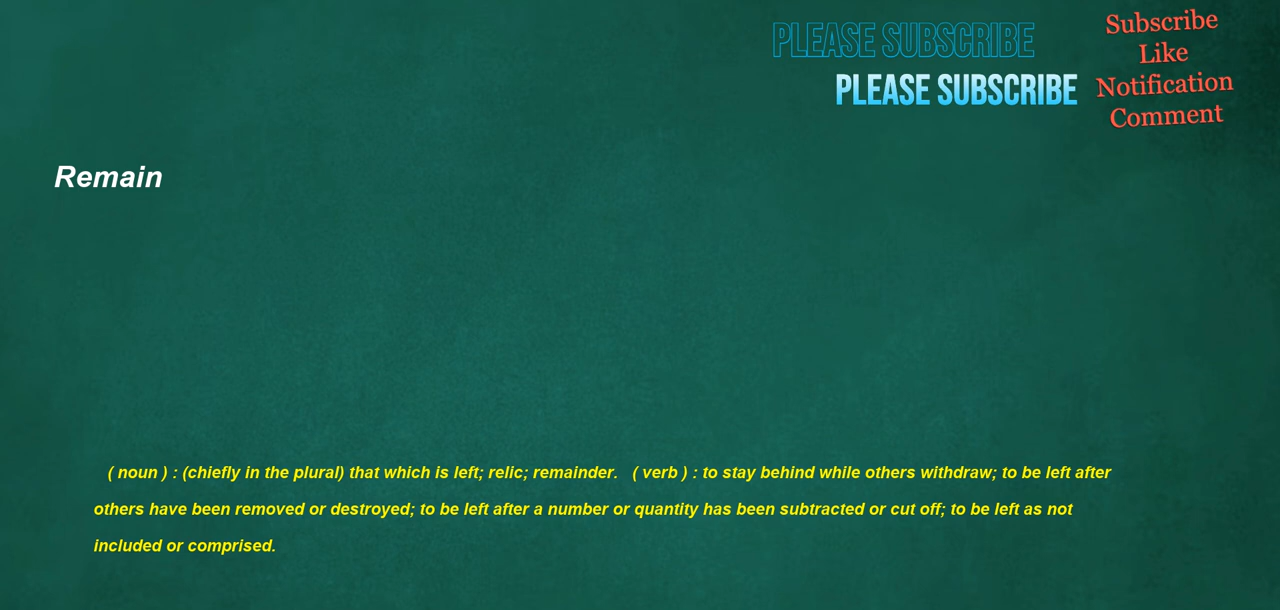 PLEASE SUBSCRIBE
PLEASE SUBSCRIBE
Subscribe
Like
Notification
Comment
Remain
( noun ) : (chiefly in the plural) that which is left; relic; remainder. ( verb ) : to stay behind while others withdraw; to be left after
others have been removed or destroyed; to be left after a number or quantity has been subtracted or cut off; to be left as not
included or comprised.